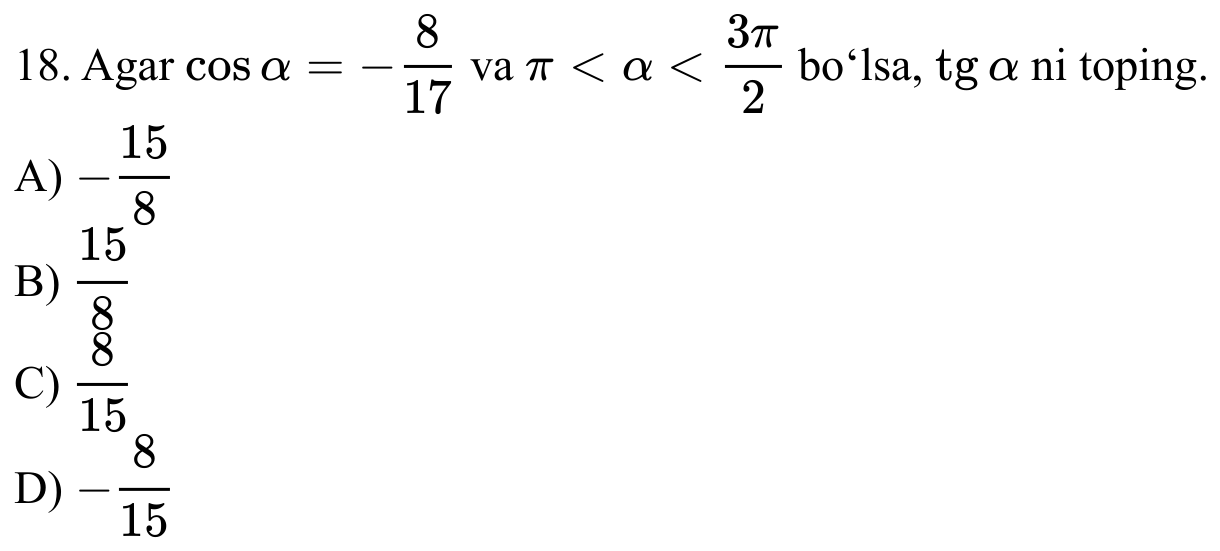 18. Agar cos α = −8/17 va π < α < 3π/2 bo‘lsa, tg α ni toping.
A) −15/8
B) 15/8
C) 8/15
D) −8/15